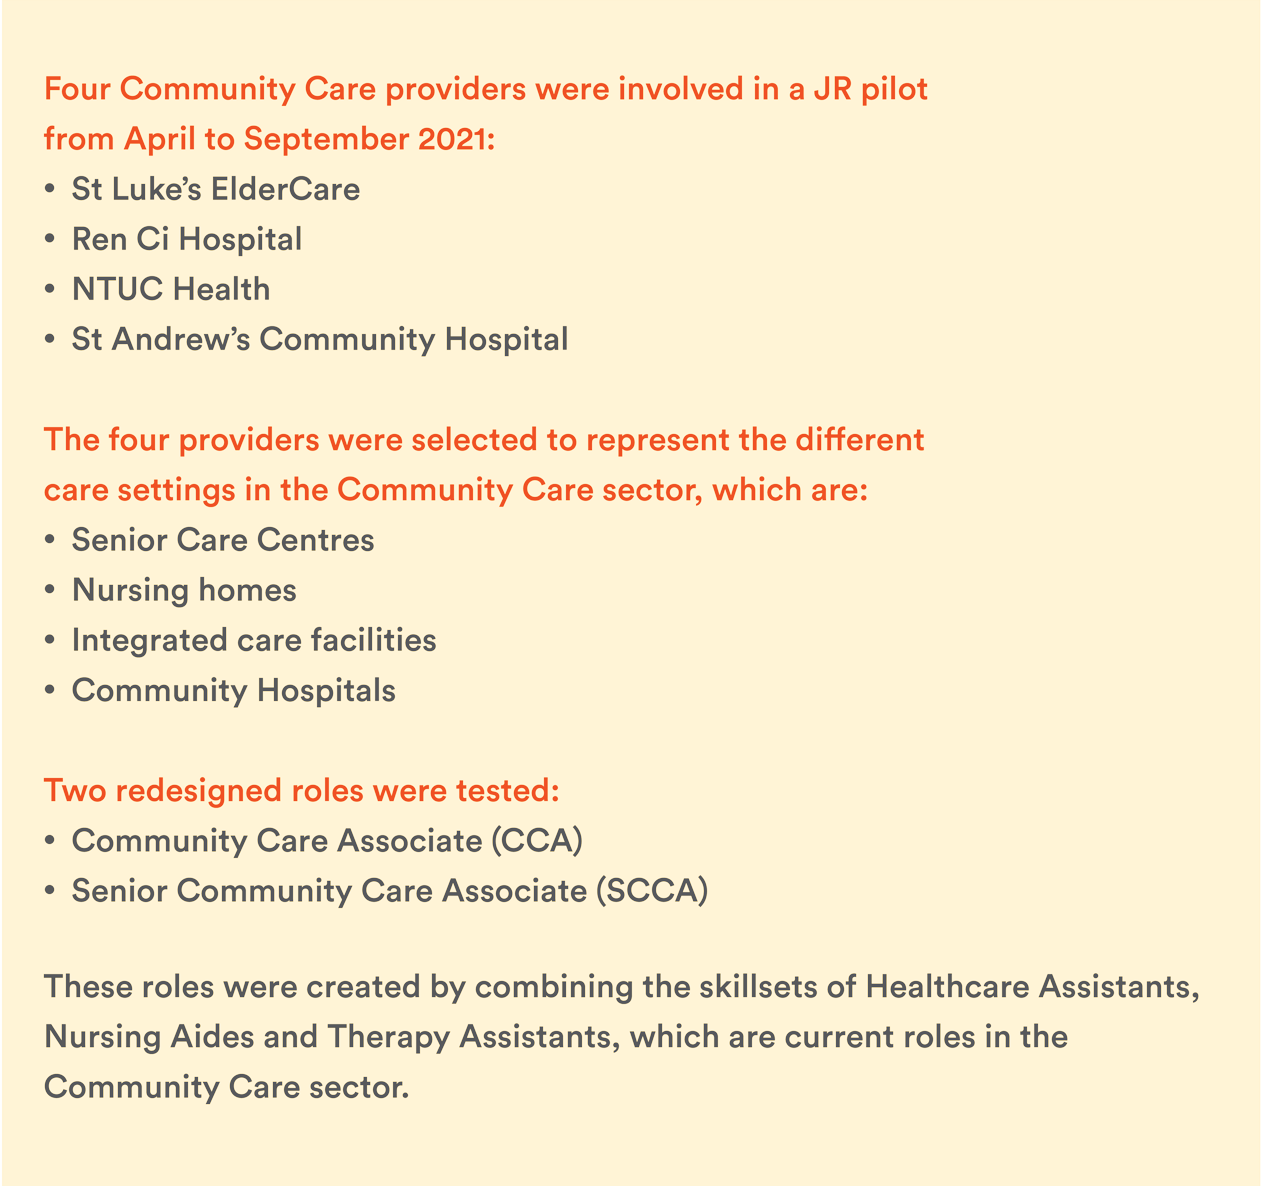 Four Community Care providers were involved in a JR pilot
from April to September 2021:
• St Luke’s ElderCare
• Ren Ci Hospital
• NTUC Health
• St Andrew’s Community Hospital
The four providers were selected to represent the different
care settings in the Community Care sector, which are:
• Senior Care Centres
• Nursing homes
• Integrated care facilities
• Community Hospitals
Two redesigned roles were tested:
• Community Care Associate (CCA)
• Senior Community Care Associate (SCCA)
These roles were created by combining the skillsets of Healthcare Assistants,
Nursing Aides and Therapy Assistants, which are current roles in the
Community Care sector.